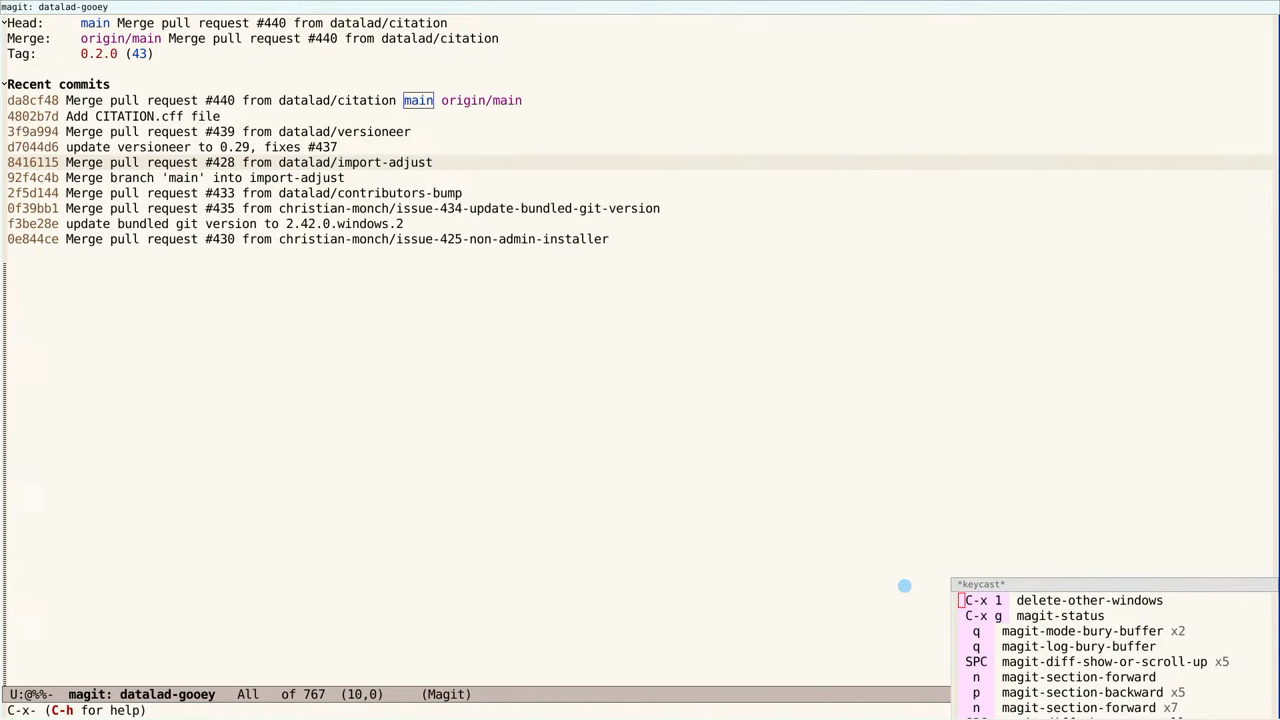 magit: datalad-gooey
Head:     main Merge pull request #440 from datalad/citation
Merge:    origin/main Merge pull request #440 from datalad/citation
Tag:      0.2.0 (43)
Recent commits
da8cf48 Merge pull request #440 from datalad/citation main origin/main
4802b7d Add CITATION.cff file
3f9a994 Merge pull request #439 from datalad/versioneer
d7044d6 update versioneer to 0.29, fixes #437
8416115 Merge pull request #428 from datalad/import-adjust
92f4c4b Merge branch 'main' into import-adjust
2f5d144 Merge pull request #433 from datalad/contributors-bump
0f39bb1 Merge pull request #435 from christian-monch/issue-434-update-bundled-git-version
f3be28e update bundled git version to 2.42.0.windows.2
0e844ce Merge pull request #430 from christian-monch/issue-425-non-admin-installer
*keycast*
C-x 1  delete-other-windows
C-x g  magit-status
q   magit-mode-bury-buffer x2
q   magit-log-bury-buffer
SPC  magit-diff-show-or-scroll-up x5
n   magit-section-forward
p   magit-section-backward x5
n   magit-section-forward x7
U:@%%-  magit: datalad-gooey   All   of 767  (10,0)     (Magit)
C-x- (C-h for help)